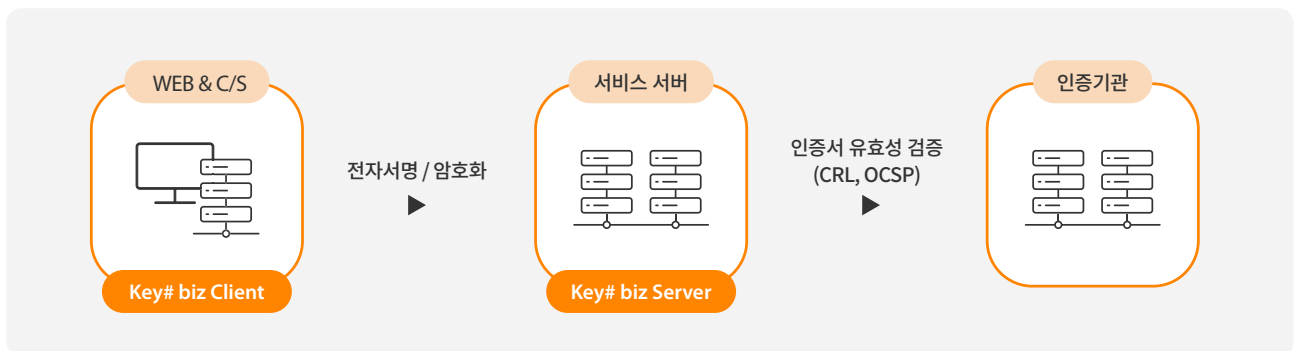 WEB & C/S
서비스 서버
인증기관
전자서명 / 암호화
인증서 유효성 검증
(CRL, OCSP)
Key# biz Client
Key# biz Server